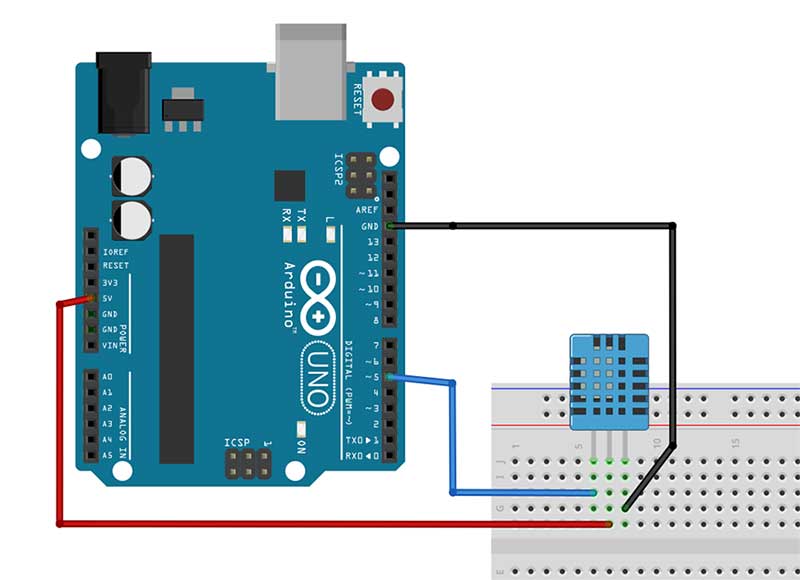 RESET
ICSP2
AREF
GND
13
12
~11
~10
~9
8
7
~6
~5
4
~3
2
TX0▶1
RX0◀0
DIGITAL (PWM=~)
IOREF
RESET
3V3
5V
GND
GND
VIN
POWER
A0
A1
A2
A3
A4
A5
ANALOG IN
RX
TX
L
Arduino™
UNO
ON
ICSP
1
1
5
10
15
J
I
G
E